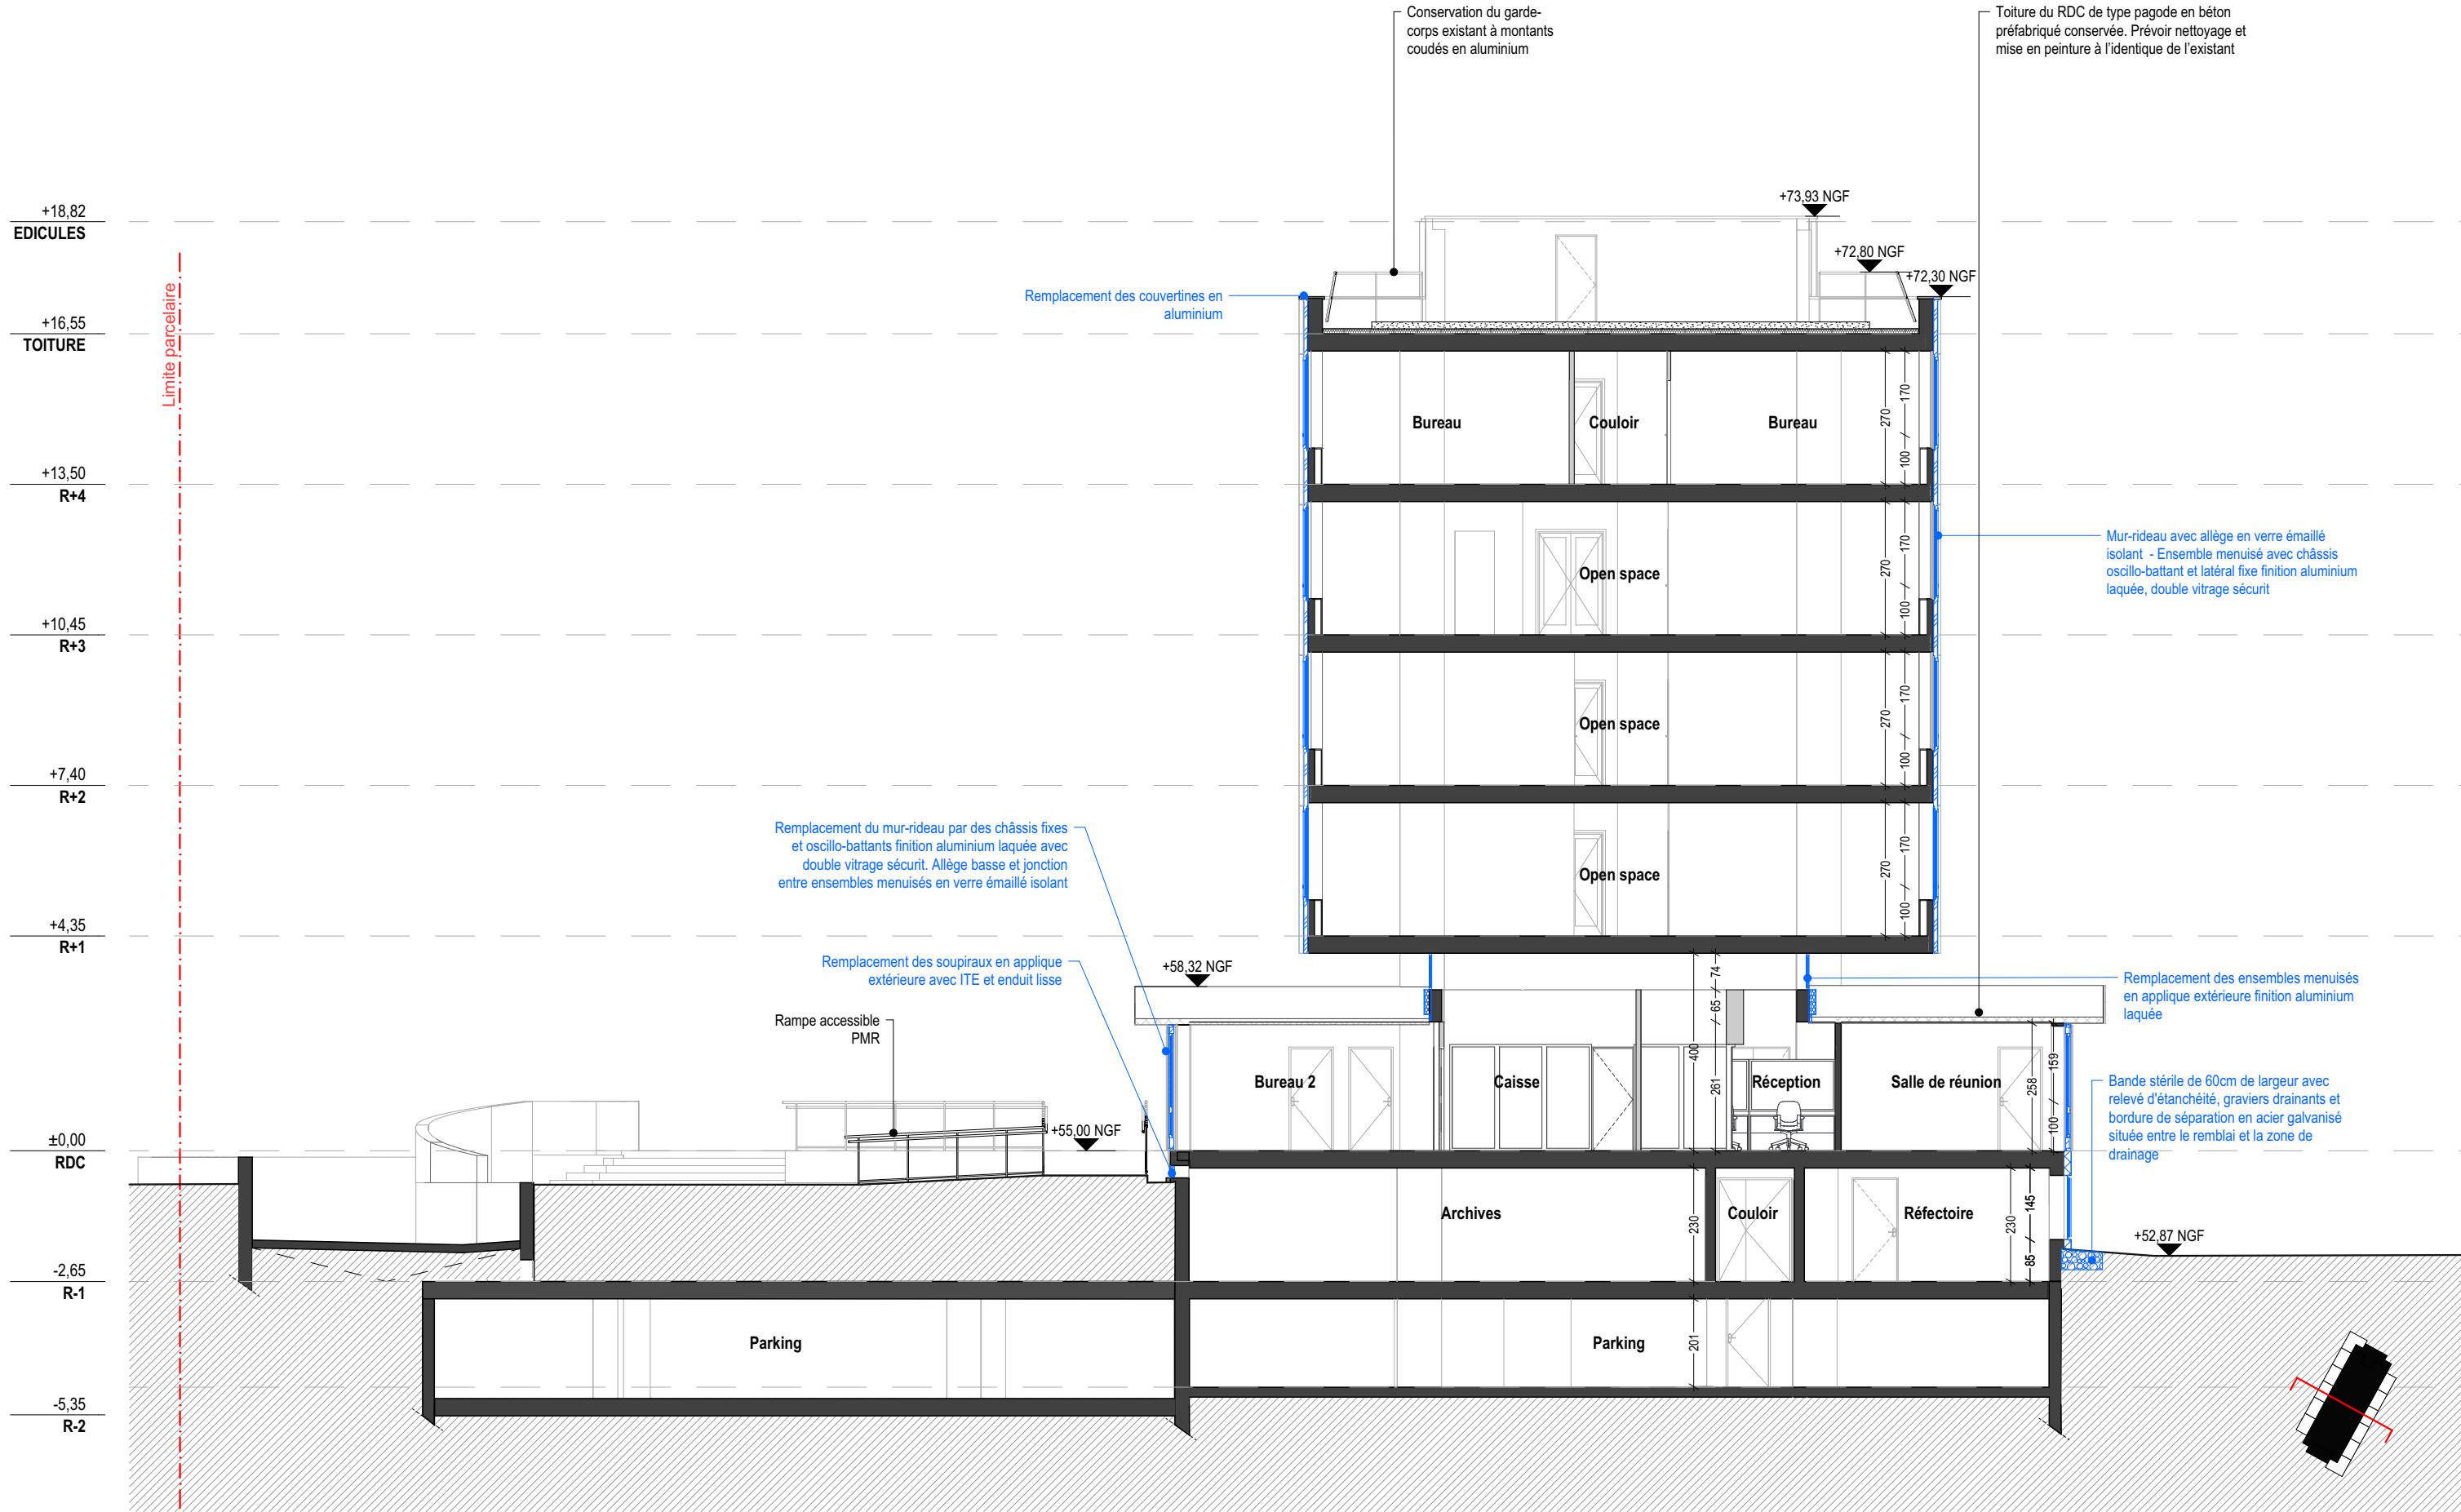 Conservation du garde-
corps existant à montants
coudés en aluminium
Toiture du RDC de type pagode en béton
préfabriqué conservée. Prévoir nettoyage et
mise en peinture à l'identique de l'existant
+18,82
EDICULES
+73,93 NGF
+72,80 NGF
+72,30 NGF
Limite parcelaire
Remplacement des couvertines en
aluminium
+16,55
TOITURE
Bureau
Couloir
Bureau
270
170
100
+13,50
R+4
Open space
270
170
100
Mur-rideau avec allège en verre émaillé
isolant - Ensemble menuisé avec châssis
oscillo-battant et latéral fixe finition aluminium
laquée, double vitrage sécurit
+10,45
R+3
Open space
270
170
100
+7,40
R+2
Remplacement du mur-rideau par des châssis fixes
et oscillo-battants finition aluminium laquée avec
double vitrage sécurit. Allège basse et jonction
entre ensembles menuisés en verre émaillé isolant
Open space
270
170
100
+4,35
R+1
Remplacement des soupiraux en applique
extérieure avec ITE et enduit lisse
+58,32 NGF
74
65
400
261
Remplacement des ensembles menuisés
en applique extérieure finition aluminium
laquée
Rampe accessible
PMR
Bureau 2
Caisse
Réception
Salle de réunion
258
159
100
Bande stérile de 60cm de largeur avec
relevé d'étanchéité, graviers drainants et
bordure de séparation en acier galvanisé
située entre le remblai et la zone de
drainage
+55,00 NGF
±0,00
RDC
Archives
230
Couloir
Réfectoire
230
145
85
+52,87 NGF
-2,65
R-1
Parking
Parking
201
-5,35
R-2